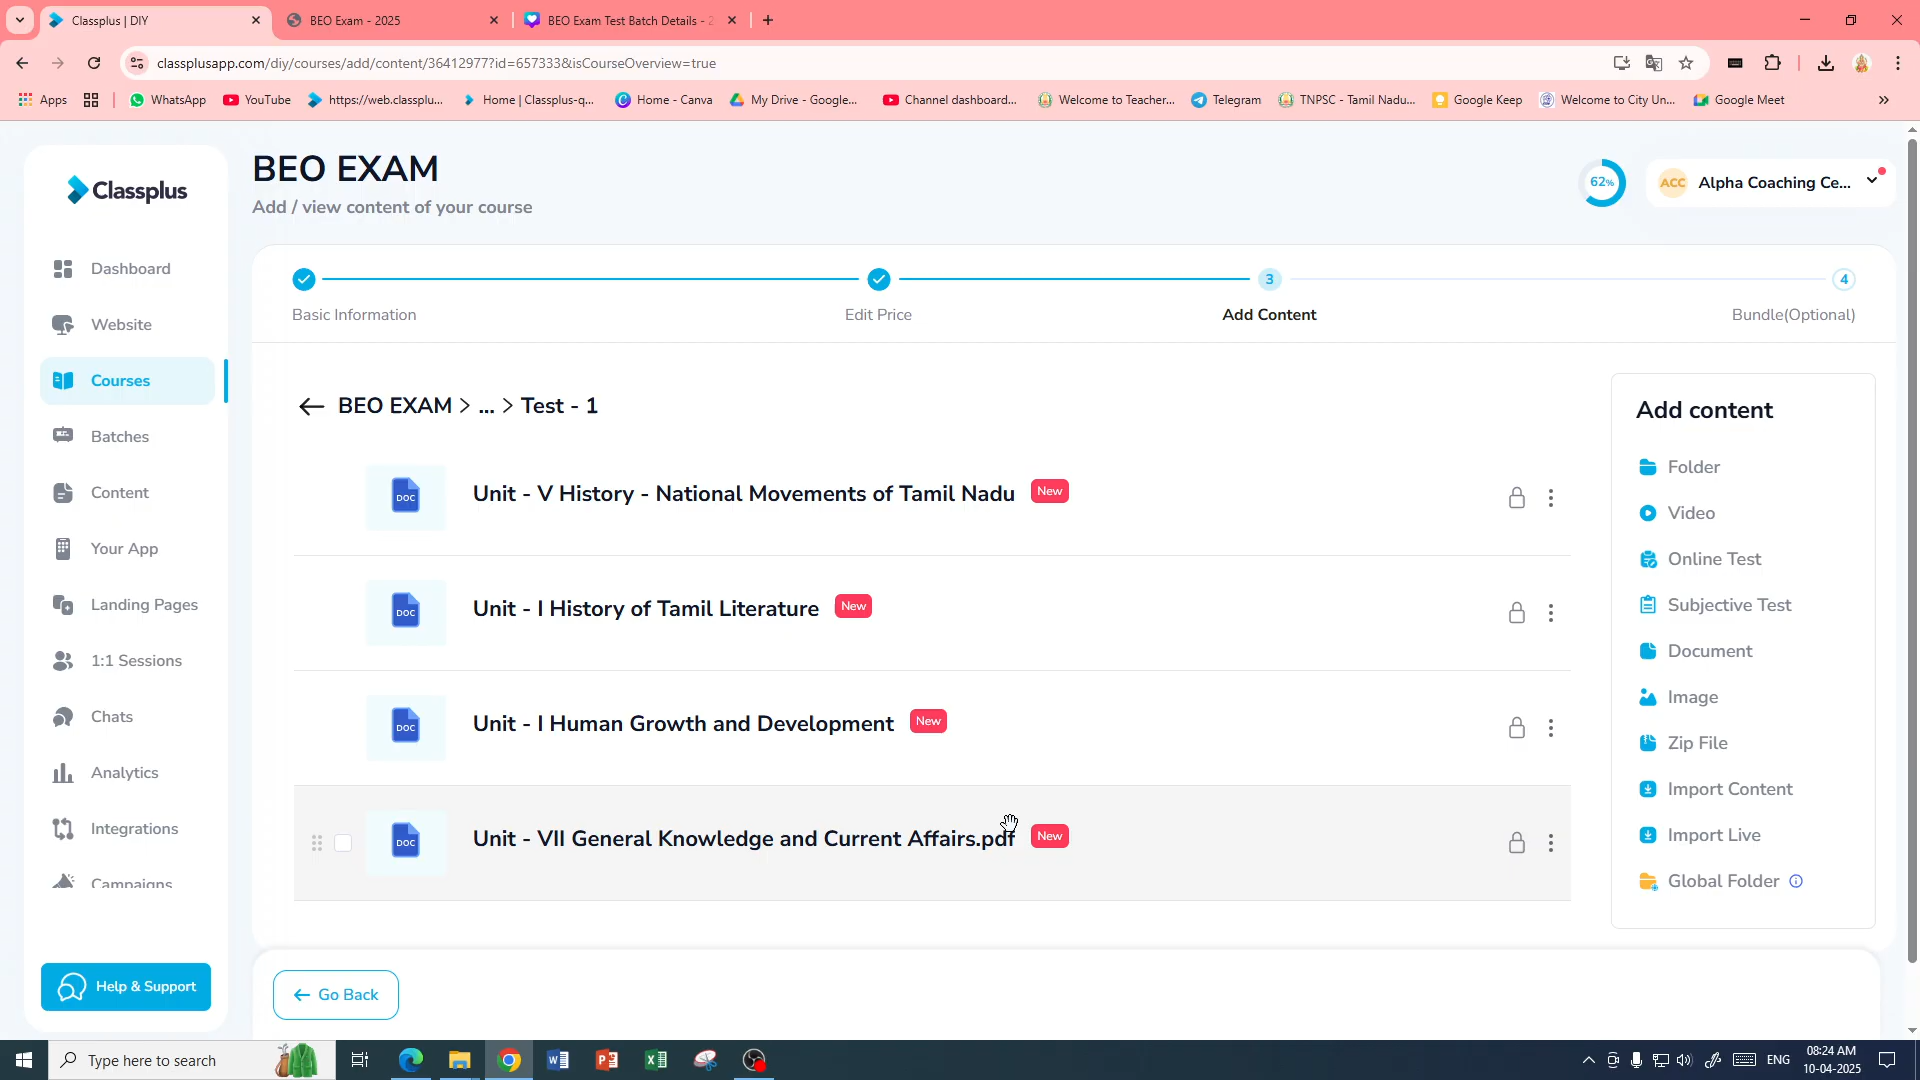 Classplus | DIY
BEO Exam - 2025
BEO Exam Test Batch Details - 2
classplusapp.com/diy/courses/add/content/36412977?id=657333&isCourseOverview=true
Apps
WhatsApp
YouTube
https://web.classplu...
Home | Classplus-q...
Home - Canva
My Drive - Google...
Channel dashboard...
Welcome to Teacher...
Telegram
TNPSC - Tamil Nadu...
Google Keep
Welcome to City Un...
Google Meet
Classplus
Dashboard
Website
Courses
Batches
Content
Your App
Landing Pages
1:1 Sessions
Chats
Analytics
Integrations
Campaigns
Help & Support
BEO EXAM
Add / view content of your course
62%
ACC Alpha Coaching Ce...
3
4
Basic Information
Edit Price
Add Content
Bundle(Optional)
BEO EXAM > ... > Test - 1
DOC Unit - V History - National Movements of Tamil Nadu New
DOC Unit - I History of Tamil Literature New
DOC Unit - I Human Growth and Development New
DOC Unit - VII General Knowledge and Current Affairs.pdf New
Add content
Folder
Video
Online Test
Subjective Test
Document
Image
Zip File
Import Content
Import Live
Global Folder
Go Back
Type here to search
ENG
08:24 AM
10-04-2025